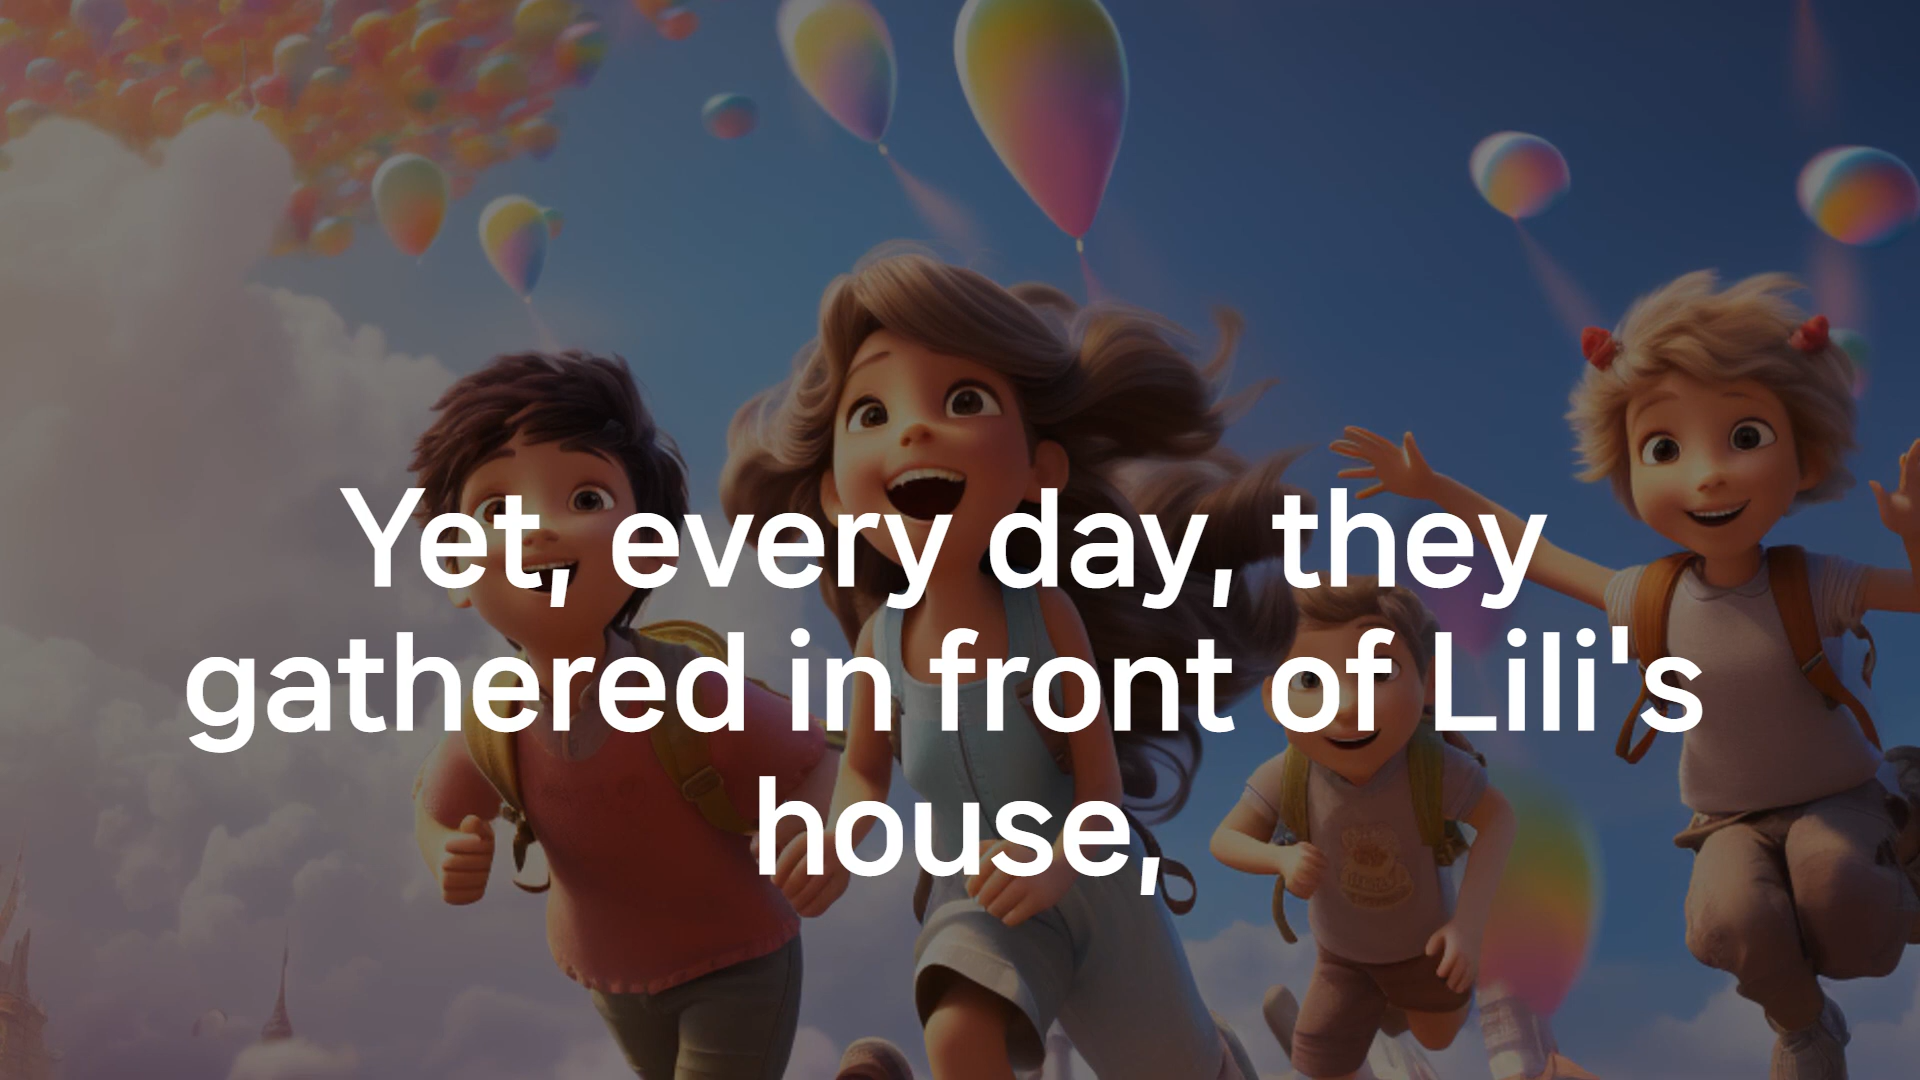 Yet, every day, they
gathered in front of Lili's
house,